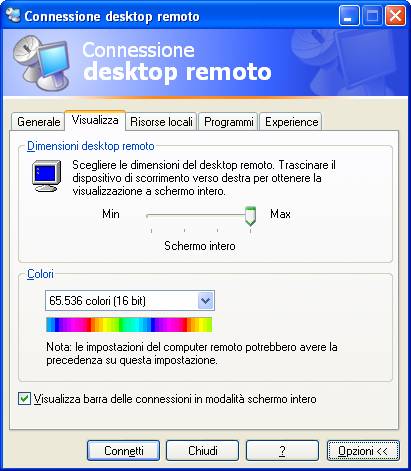 Connessione desktop remoto
Connessione
desktop remoto
Generale Visualizza Risorse locali Programmi Experience
Dimensioni desktop remoto
Scegliere le dimensioni del desktop remoto. Trascinare il
dispositivo di scorrimento verso destra per ottenere la
visualizzazione a schermo intero.
Min Max
Schermo intero
Colori
65.536 colori (16 bit)
Nota: le impostazioni del computer remoto potrebbero avere la
precedenza su questa impostazione.
Visualizza barra delle connessioni in modalità schermo intero
Connetti Chiudi ? Opzioni <<